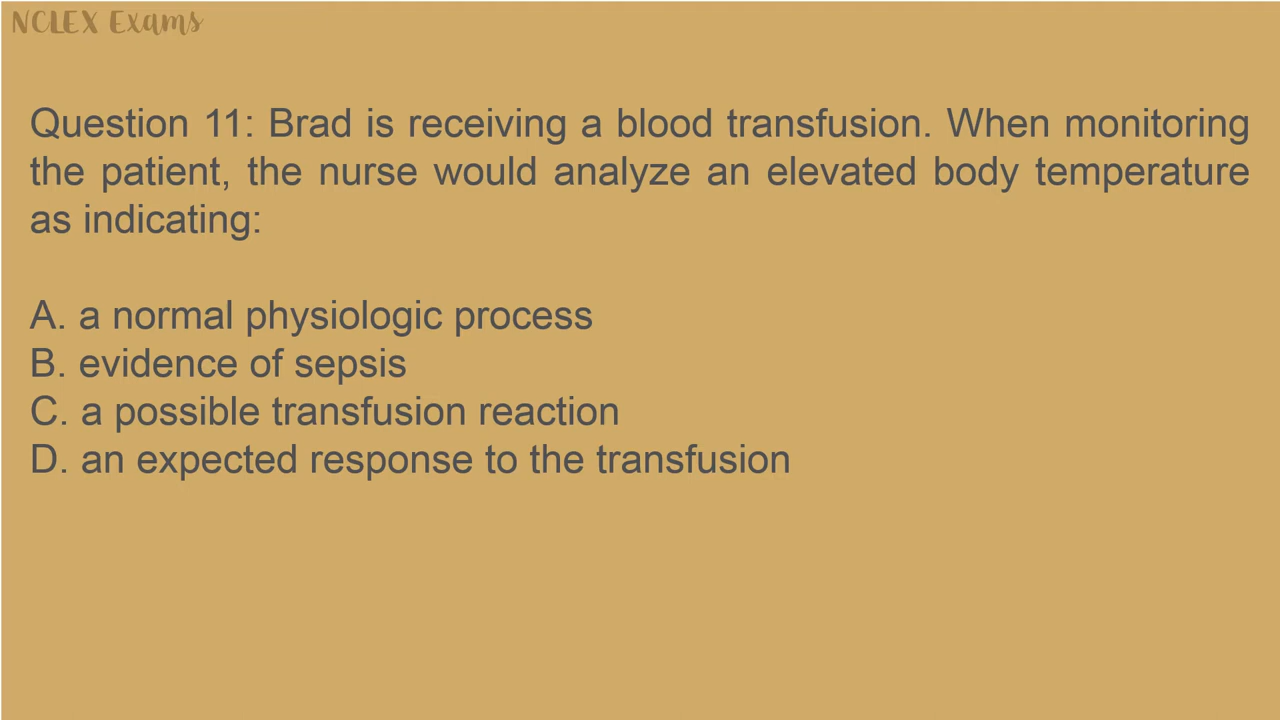 NCLEX Exams
Question 11: Brad is receiving a blood transfusion. When monitoring
the patient, the nurse would analyze an elevated body temperature
as indicating:
A. a normal physiologic process
B. evidence of sepsis
C. a possible transfusion reaction
D. an expected response to the transfusion